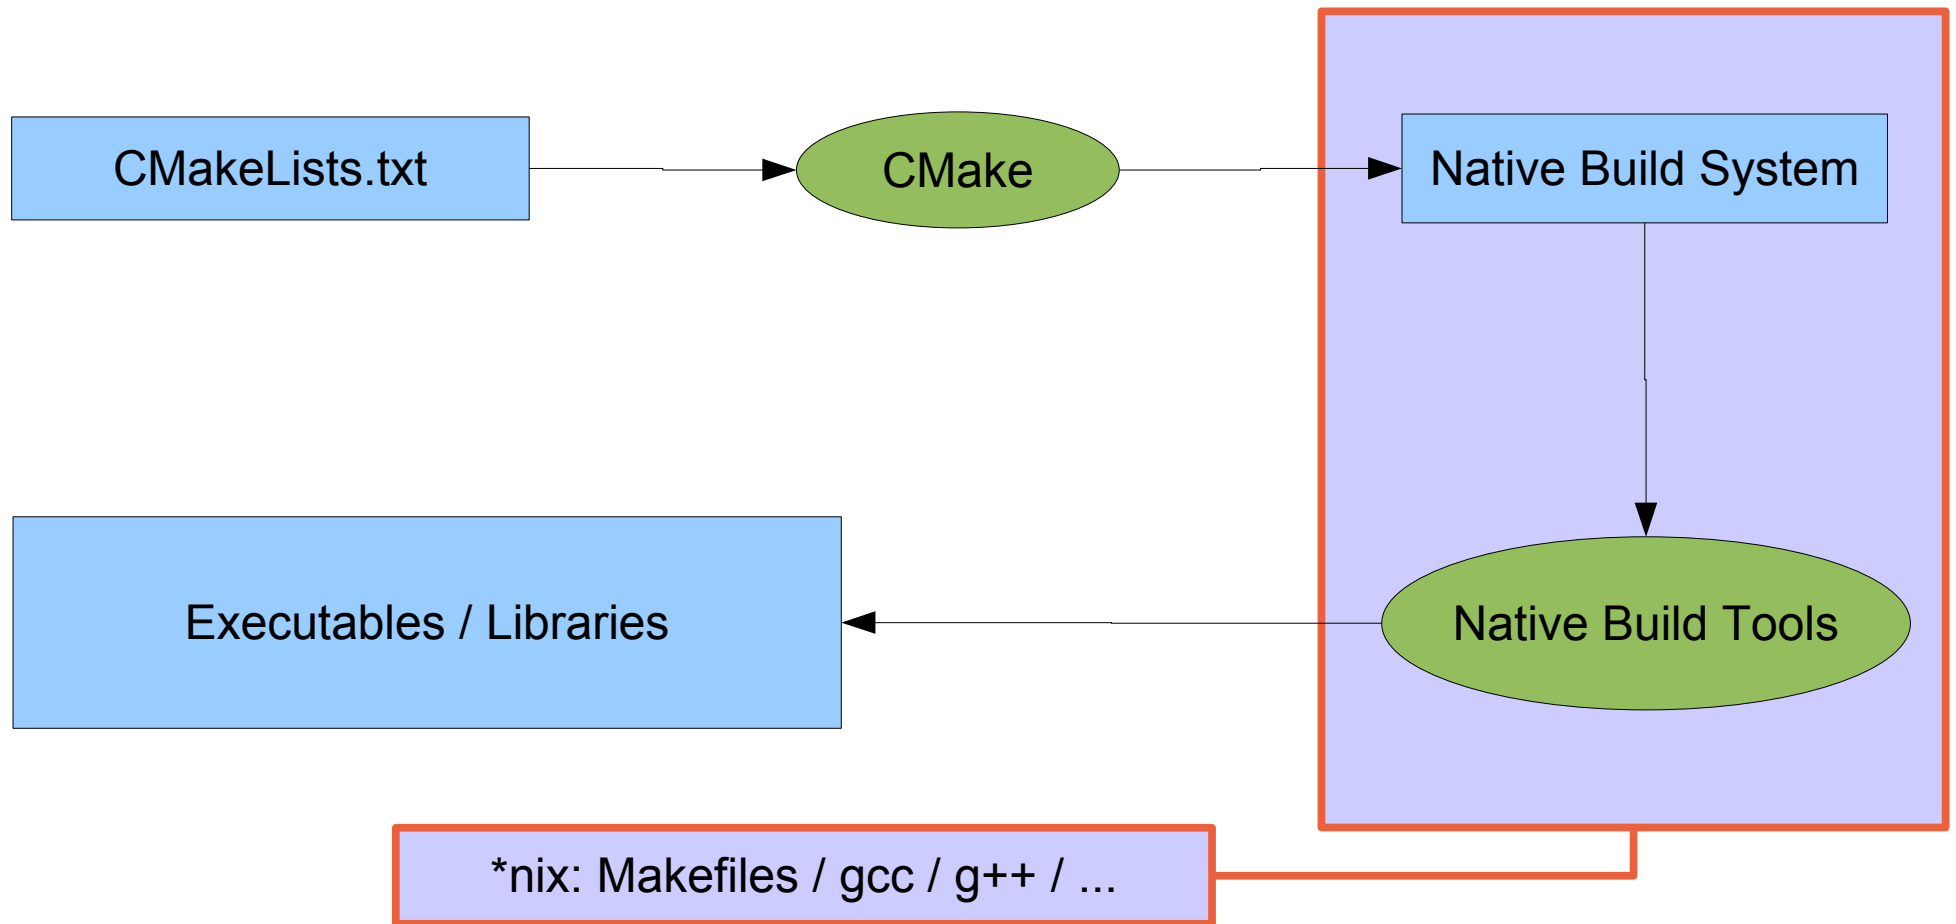 CMakeLists.txt
CMake
Native Build System
Executables / Libraries
Native Build Tools
*nix: Makefiles / gcc / g++ / ...